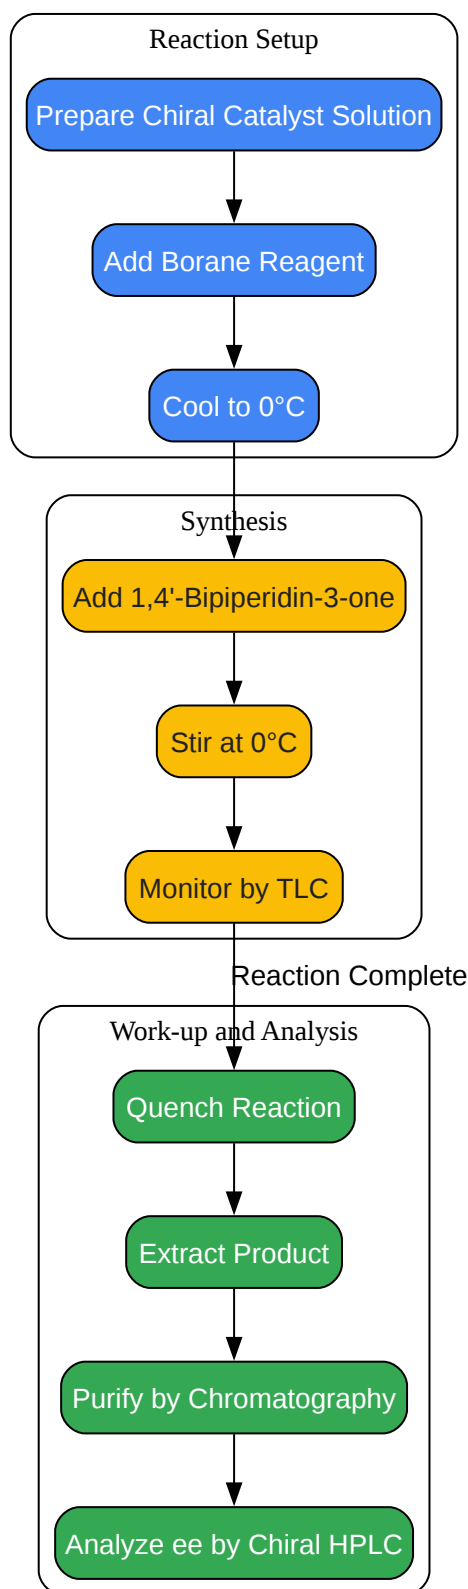 Reaction Setup
Prepare Chiral Catalyst Solution
Add Borane Reagent
Cool to 0°C
Synthesis
Add 1,4'-Bipiperidin-3-one
Stir at 0°C
Monitor by TLC
Reaction Complete
Work-up and Analysis
Quench Reaction
Extract Product
Purify by Chromatography
Analyze ee by Chiral HPLC